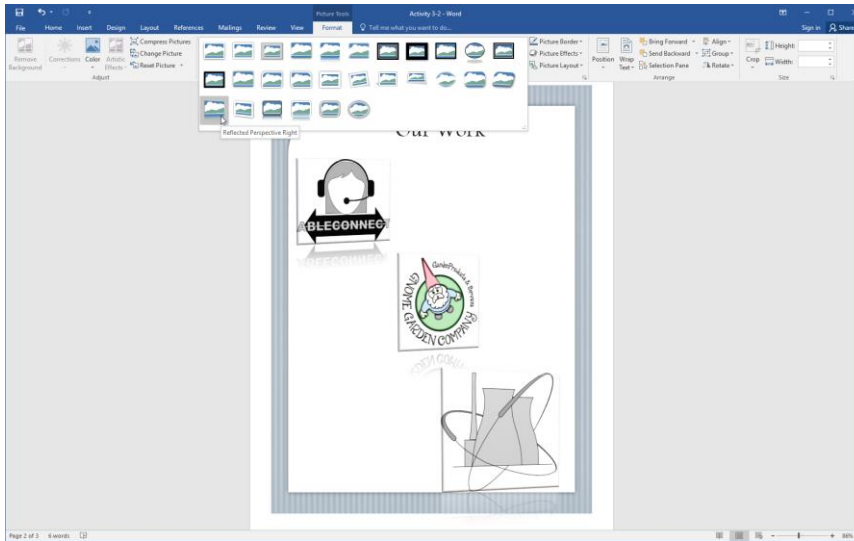 Picture Tools
Activity 3-2 - Word
File Home Insert Design Layout References Mailings Review View Format Tell me what you want to do...
Sign in Share
Remove Background
Corrections
Color
Artistic Effects
Compress Pictures
Change Picture
Reset Picture
Adjust
Picture Border
Picture Effects
Picture Layout
Position
Wrap Text
Bring Forward
Send Backward
Selection Pane
Align
Group
Rotate
Arrange
Crop
Height:
Width:
Size
Reflected Perspective Right
Our Work
ABLECONNECT
GNOME GARDEN COMPANY
Page 2 of 3 6 words
86%